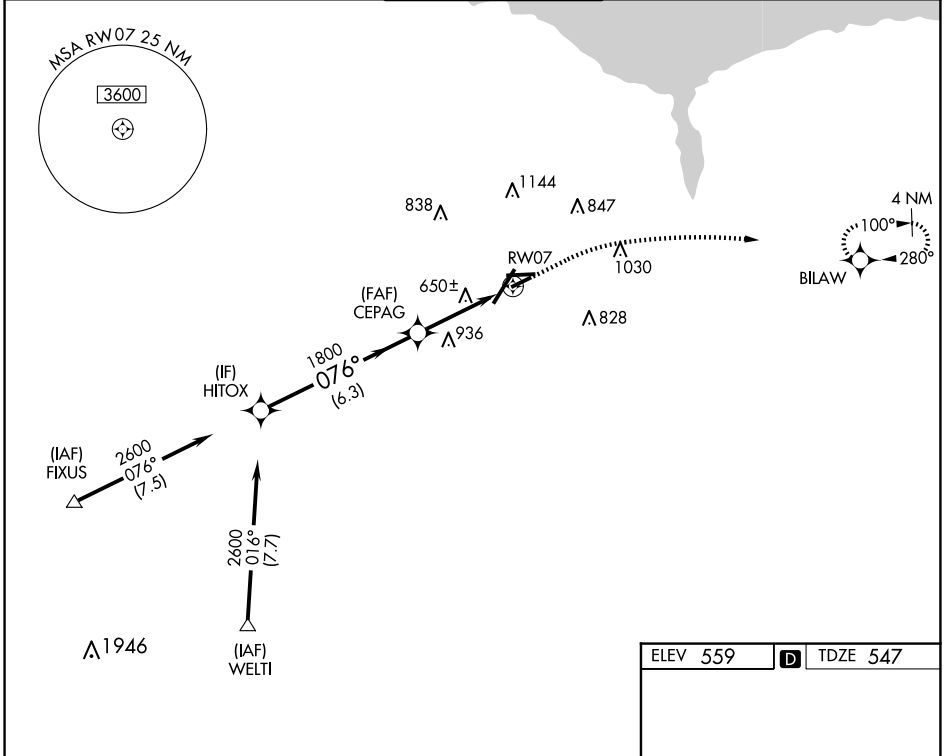 MSA RW07 25 NM
3600
1144
838
847
4 NM
100°
280°
BILAW
RW07
1030
650±
(FAF)
CEPAG
828
936
1800
076°
(6.3)
(IF)
HITOX
(IAF)
FIXUS
2600
076°
(7.5)
2600
016°
(7.7)
(IAF)
WELTI
1946
ELEV 559 D TDZE 547